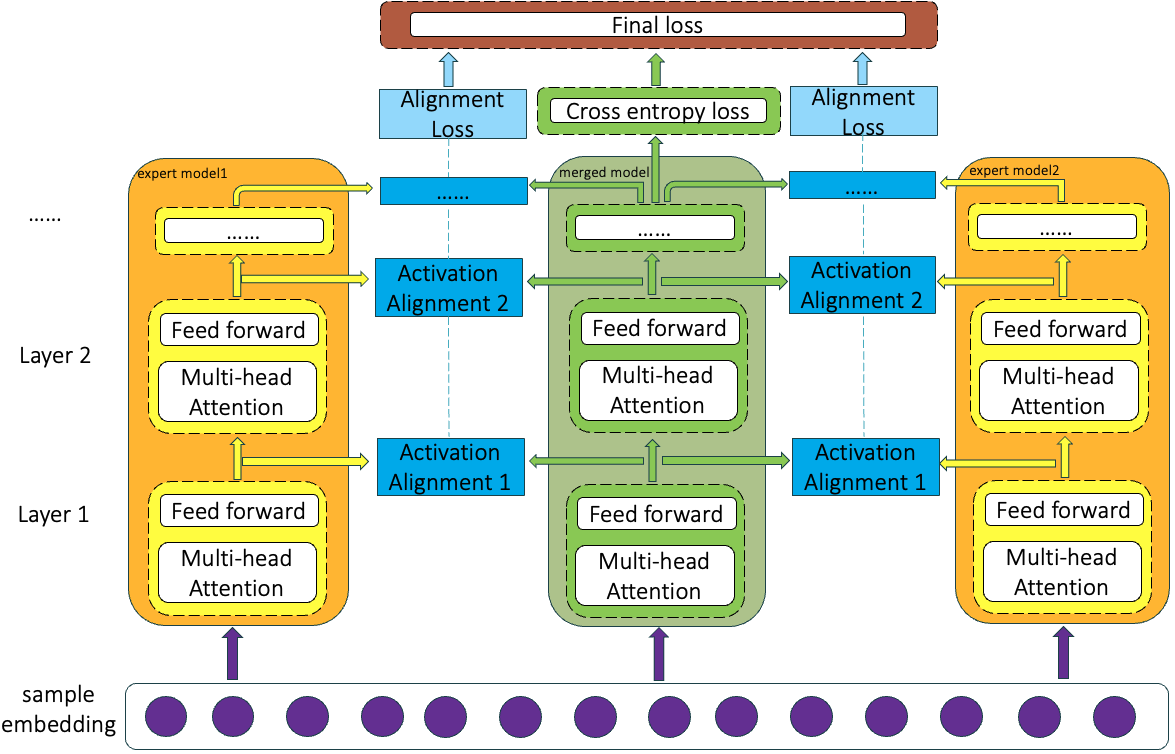 Final loss
Alignment
Loss
Cross entropy loss
Alignment
Loss
expert model1
merged model
expert model2
......
......
......
......
......
......
Activation
Alignment 2
Activation
Alignment 2
Layer 2
Feed forward
Multi-head
Attention
Feed forward
Multi-head
Attention
Feed forward
Multi-head
Attention
Activation
Alignment 1
Activation
Alignment 1
Layer 1
Feed forward
Multi-head
Attention
Feed forward
Multi-head
Attention
Feed forward
Multi-head
Attention
sample
embedding